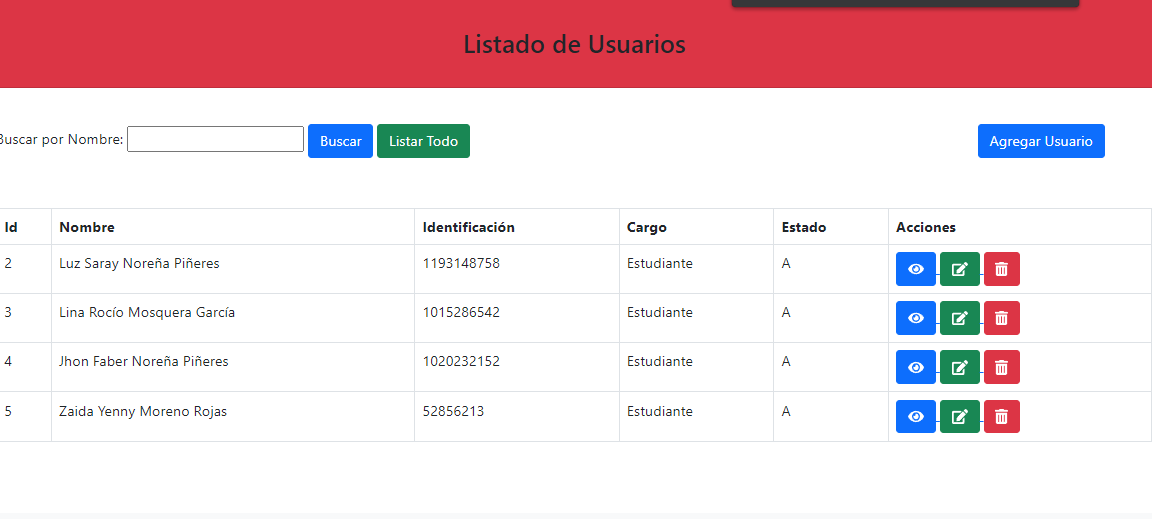 Listado de Usuarios
Buscar por Nombre: Buscar Listar Todo Agregar Usuario
Id Nombre Identificación Cargo Estado Acciones
2 Luz Saray Noreña Piñeres 1193148758 Estudiante A
3 Lina Rocío Mosquera García 1015286542 Estudiante A
4 Jhon Faber Noreña Piñeres 1020232152 Estudiante A
5 Zaida Yenny Moreno Rojas 52856213 Estudiante A